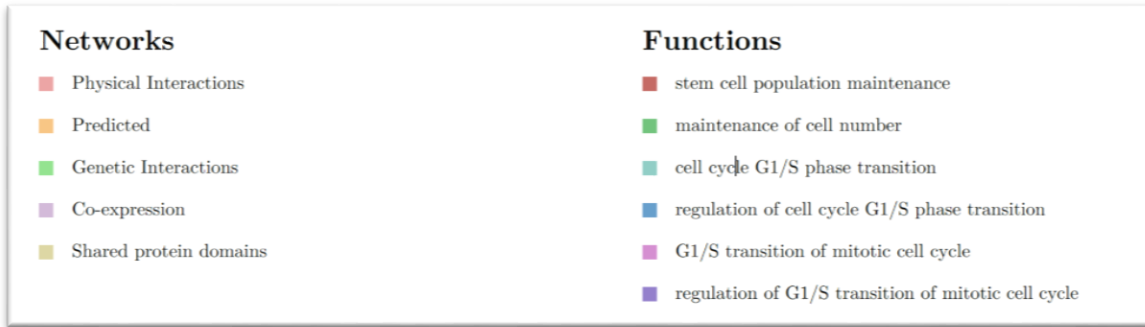 Networks
Physical Interactions
Predicted
Genetic Interactions
Co-expression
Shared protein domains
Functions
stem cell population maintenance
maintenance of cell number
cell cycle G1/S phase transition
regulation of cell cycle G1/S phase transition
G1/S transition of mitotic cell cycle
regulation of G1/S transition of mitotic cell cycle